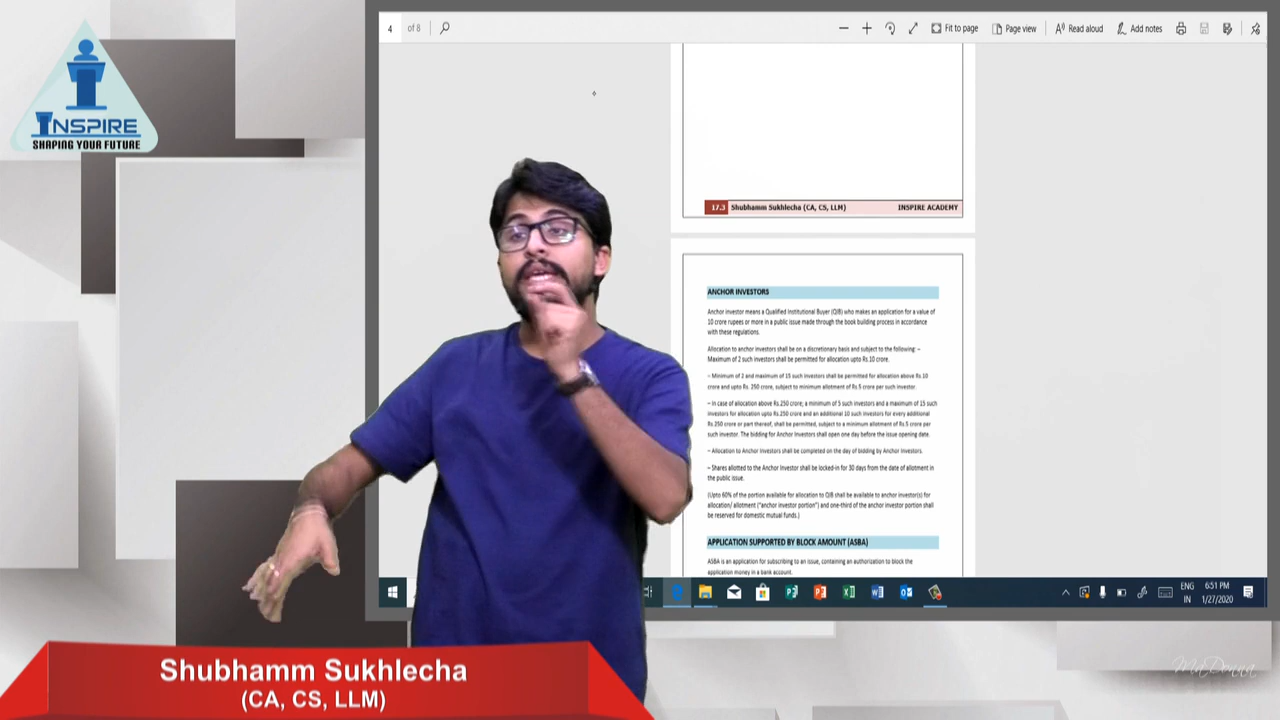 INSPIRE
SHAPING YOUR FUTURE
4 of 8
Fit to page
Page view
Read aloud
Add notes
17.3 Shubhamm Sukhlecha (CA, CS, LLM) INSPIRE ACADEMY
ANCHOR INVESTORS
Anchor investor means a Qualified Institutional Buyer (QIB) who makes an application for a value of
10 crore rupees or more in a public issue made through the book building process in accordance
with these regulations.
Allocation to anchor investors shall be on a discretionary basis and subject to the following: –
Maximum of 2 such investors shall be permitted for allocation upto Rs.10 crore.
– Minimum of 2 and maximum of 15 such investors shall be permitted for allocation above Rs.10
crore and upto Rs. 250 crore, subject to minimum allotment of Rs.5 crore per such investor.
– In case of allocation above Rs.250 crore; a minimum of 5 such investors and a maximum of 15 such
investors for allocation upto Rs.250 crore and an additional 10 such investors for every additional
Rs.250 crore or part thereof, shall be permitted, subject to a minimum allotment of Rs.5 crore per
such investor. The bidding for Anchor Investors shall open one day before the issue opening date.
– Allocation to Anchor Investors shall be completed on the day of bidding by Anchor Investors.
– Shares allotted to the Anchor Investor shall be locked-in for 30 days from the date of allotment in
the public issue.
(Upto 60% of the portion available for allocation to QIB shall be available to anchor investor(s) for
allocation/ allotment ("anchor investor portion") and one-third of the anchor investor portion shall
be reserved for domestic mutual funds.)
APPLICATION SUPPORTED BY BLOCK AMOUNT (ASBA)
ASBA is an application for subscribing to an issue, containing an authorization to block the
application money in a bank account.
ENG
IN
6:51 PM
1/27/2020
Shubhamm Sukhlecha
(CA, CS, LLM)
MaDonna